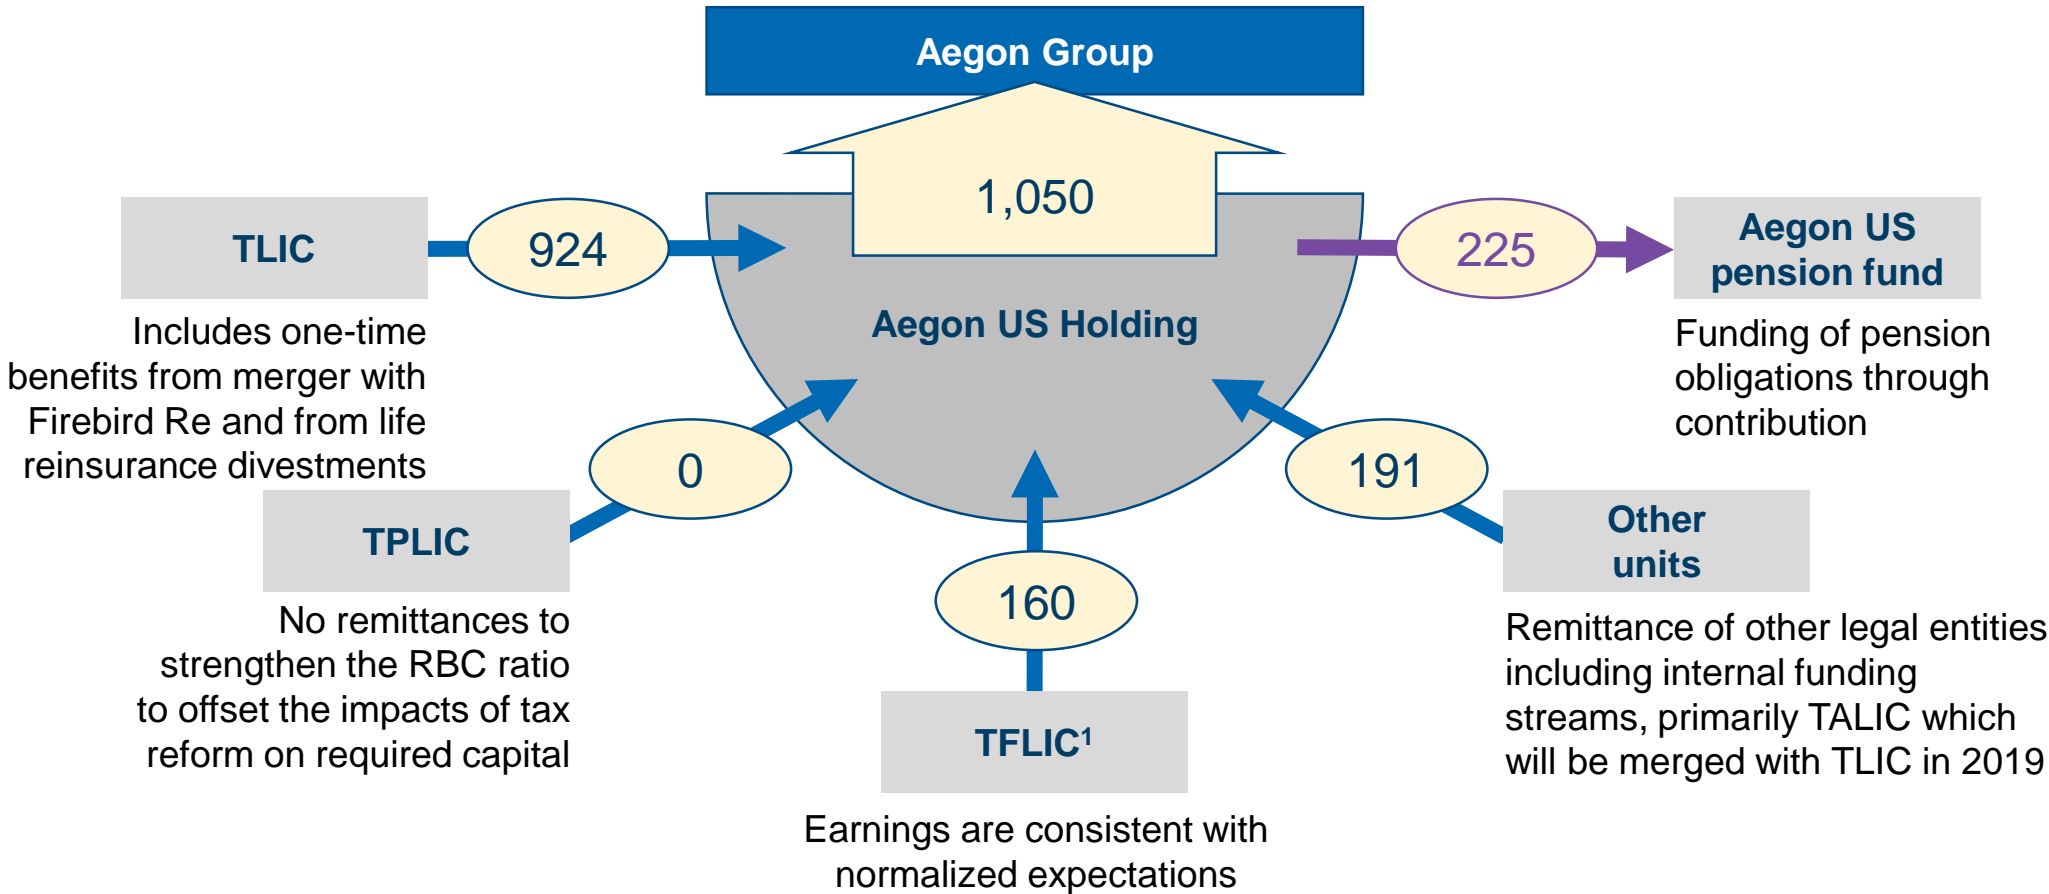 Aegon Group
1,050
Aegon US Holding
TLIC
924
Includes one-time
benefits from merger with
Firebird Re and from life
reinsurance divestments
225
Aegon US
pension fund
Funding of pension
obligations through
contribution
0
TPLIC
No remittances to
strengthen the RBC ratio
to offset the impacts of tax
reform on required capital
160
TFLIC¹
Earnings are consistent with
normalized expectations
191
Other
units
Remittance of other legal entities
including internal funding
streams, primarily TALIC which
will be merged with TLIC in 2019